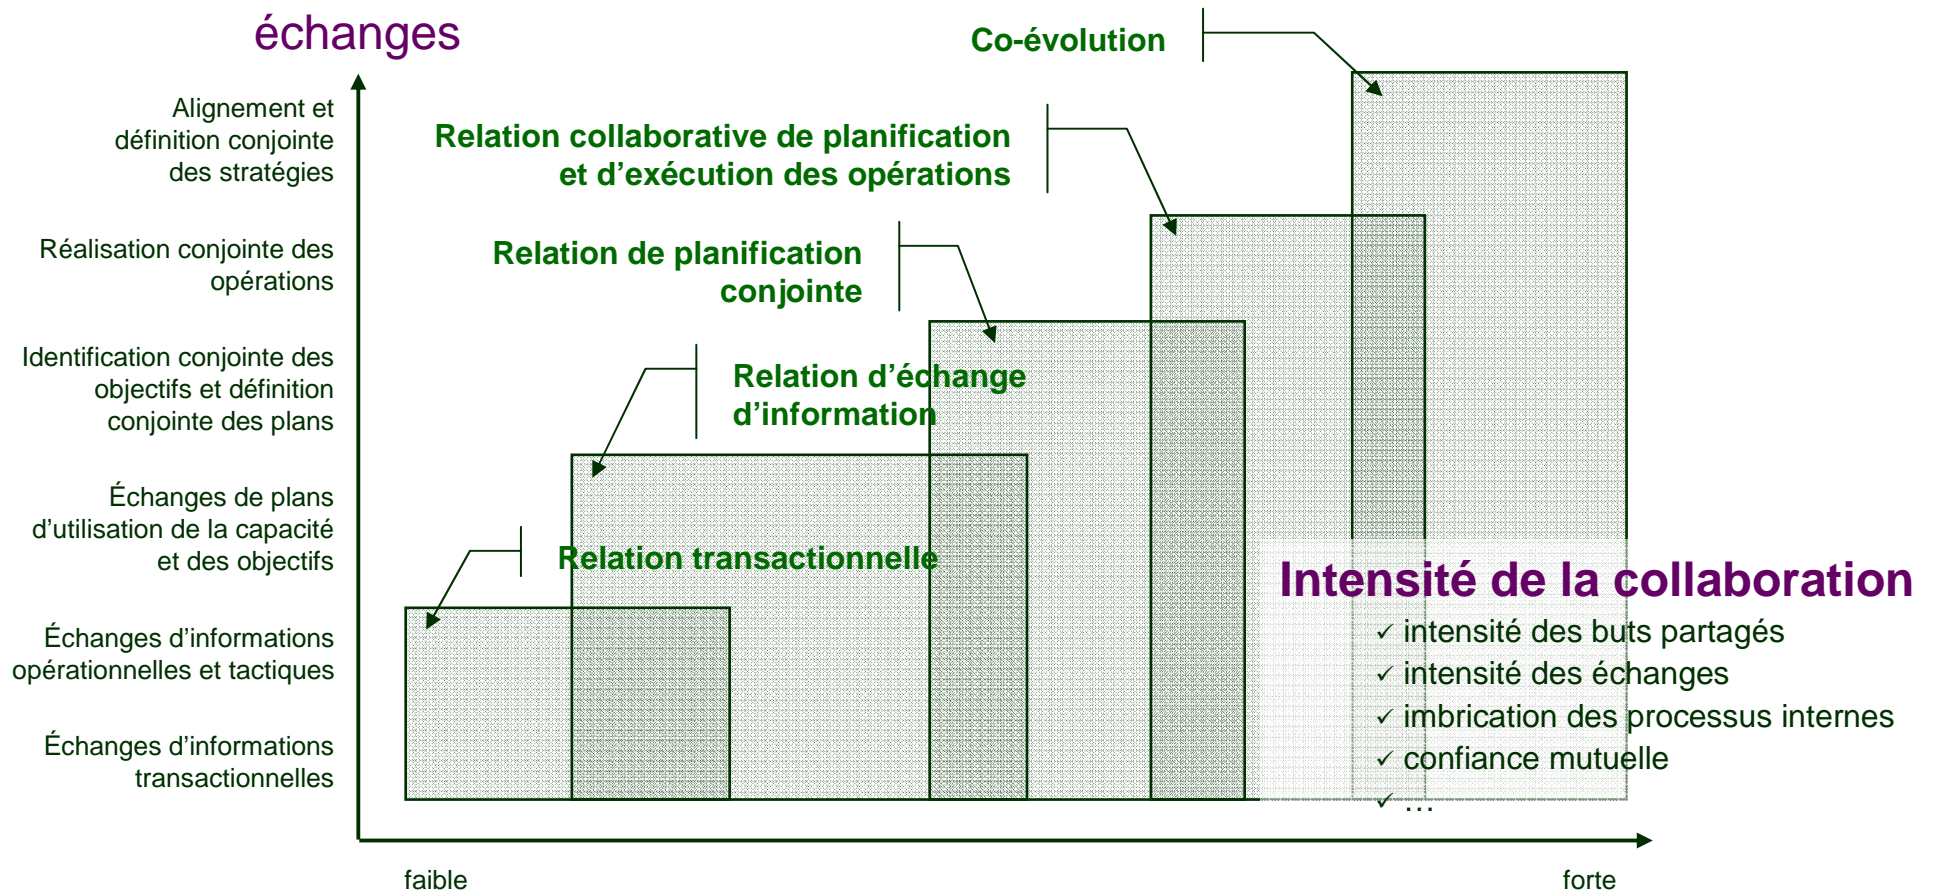 échanges
Alignement et
définition conjointe
des stratégies
Réalisation conjointe des
opérations
Identification conjointe des
objectifs et définition
conjointe des plans
Échanges de plans
d’utilisation de la capacité
et des objectifs
Échanges d’informations
opérationnelles et tactiques
Échanges d’informations
transactionnelles
Co-évolution
Relation collaborative de planification
et d’exécution des opérations
Relation de planification
conjointe
Relation d’échange
d’information
Relation transactionnelle
Intensité de la collaboration
✓ intensité des buts partagés
✓ intensité des échanges
✓ imbrication des processus internes
✓ confiance mutuelle
✓ …
faible
forte